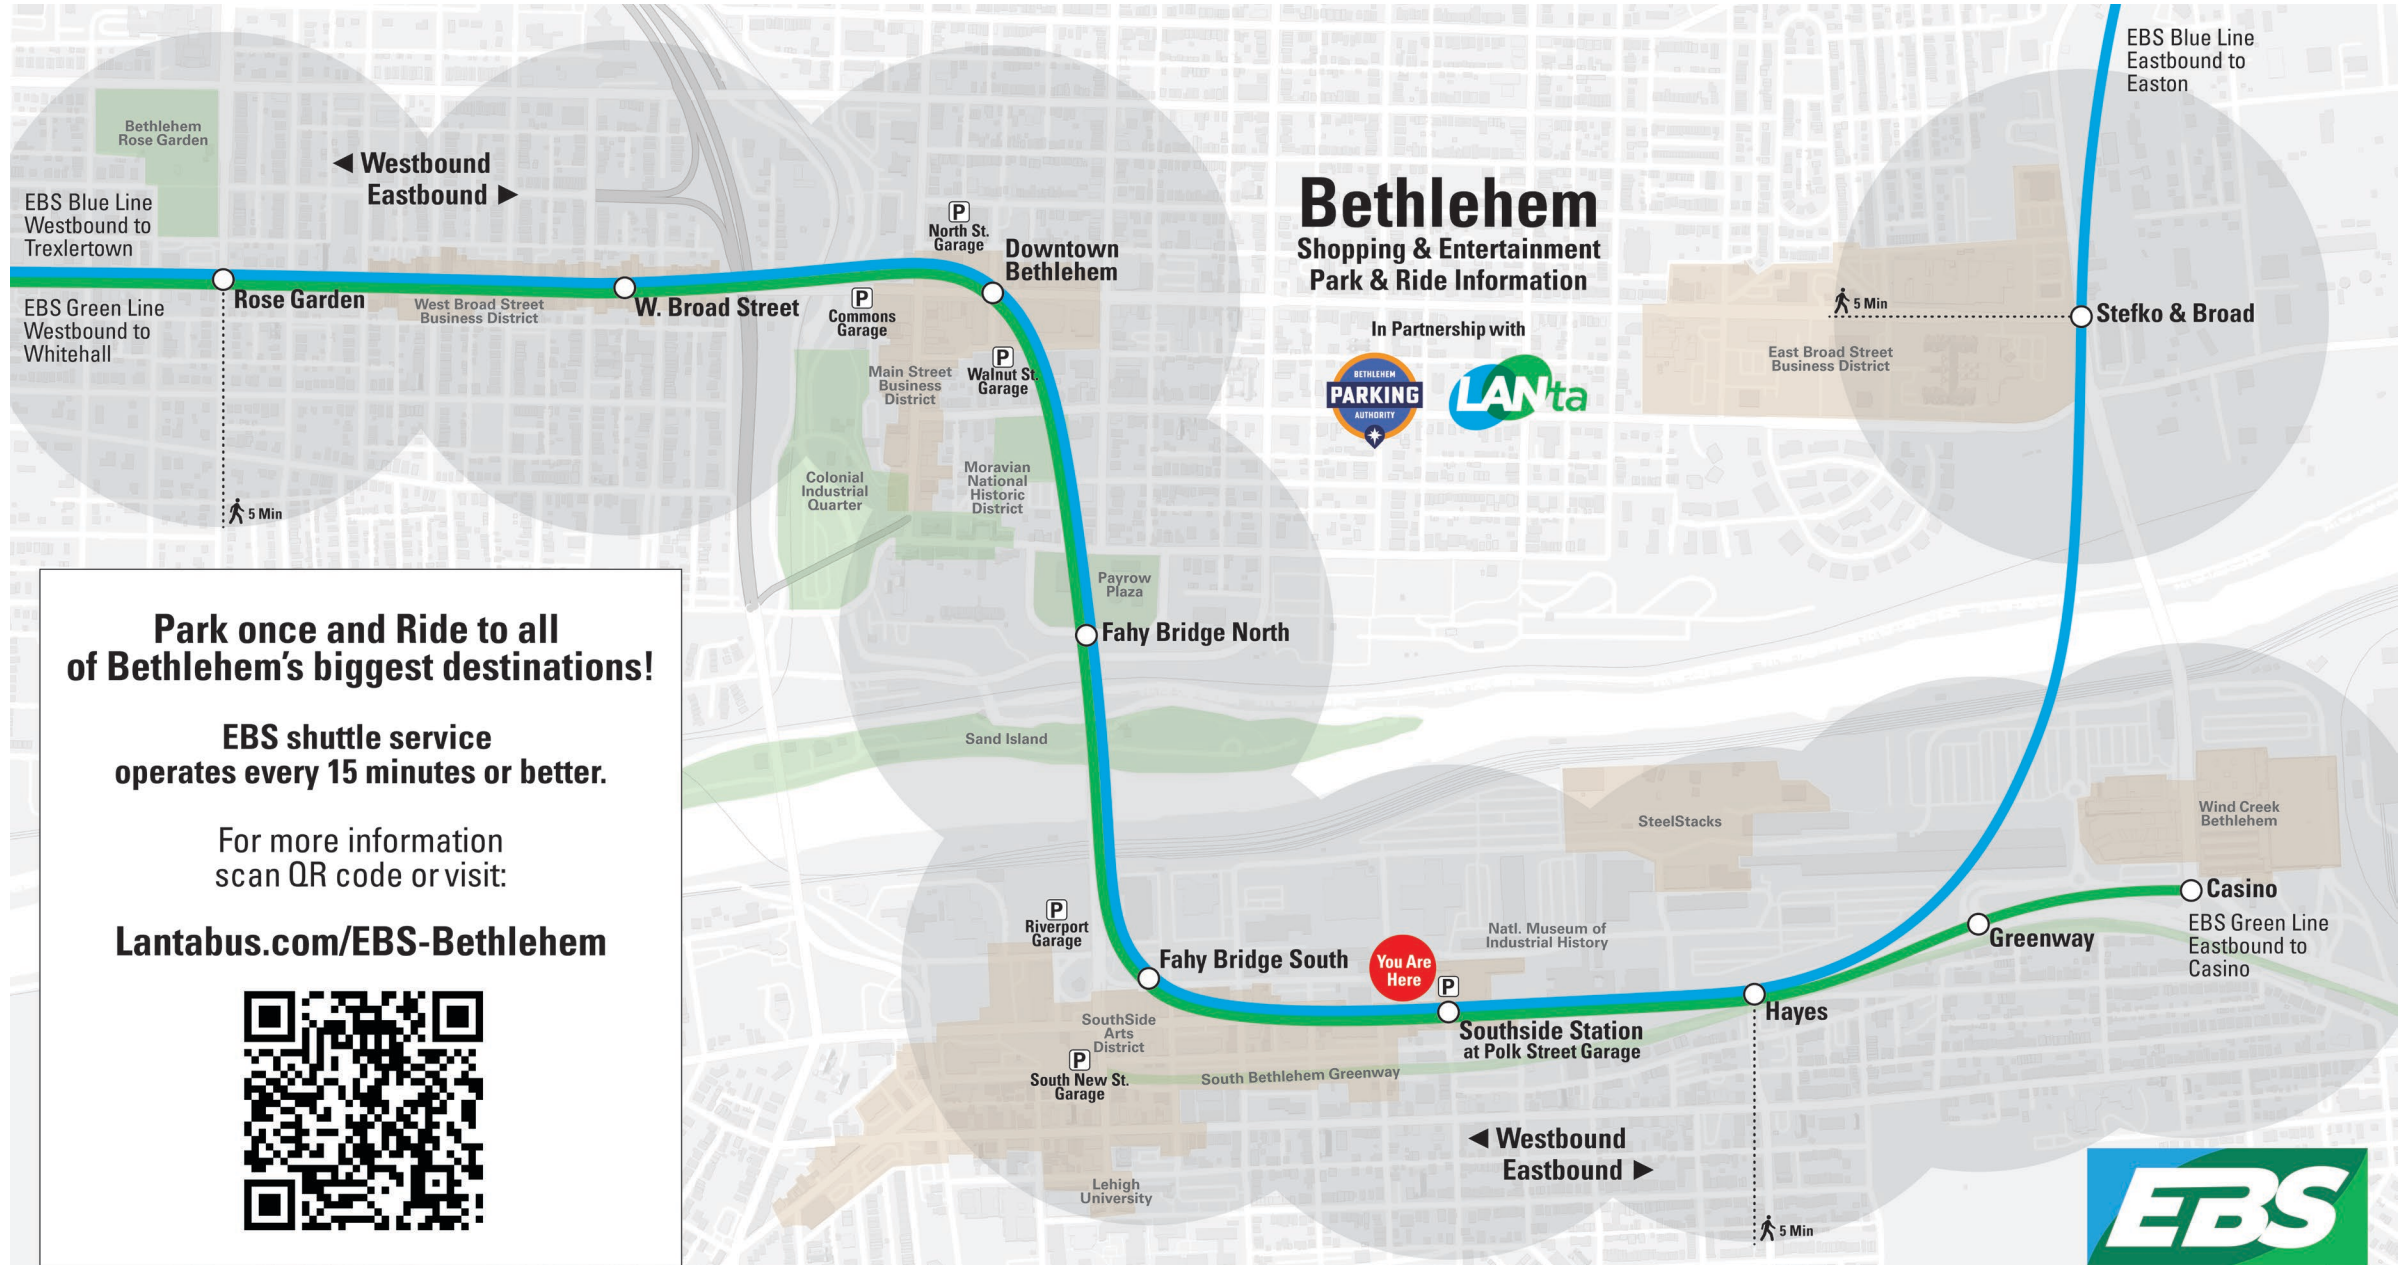 EBS Blue Line
Eastbound to
Easton
Bethlehem
Rose Garden
◀ Westbound
Eastbound ▶
EBS Blue Line
Westbound to
Trexlertown
EBS Green Line
Westbound to
Whitehall
Rose Garden
West Broad Street
Business District
W. Broad Street
5 Min
P
North St.
Garage
Downtown
Bethlehem
P
Commons
Garage
P
Walnut St.
Garage
Main Street
Business
District
Colonial
Industrial
Quarter
Moravian
National
Historic
District
Payrow
Plaza
Fahy Bridge North
Sand Island
Bethlehem
Shopping & Entertainment
Park & Ride Information
In Partnership with
BETHLEHEM
PARKING
AUTHORITY
LANta
5 Min
Stefko & Broad
East Broad Street
Business District
Park once and Ride to all
of Bethlehem's biggest destinations!
EBS shuttle service
operates every 15 minutes or better.
For more information
scan QR code or visit:
Lantabus.com/EBS-Bethlehem
P
Riverport
Garage
Fahy Bridge South
You Are
Here
P
Southside Station
at Polk Street Garage
Natl. Museum of
Industrial History
SteelStacks
Wind Creek
Bethlehem
Casino
EBS Green Line
Eastbound to
Casino
Greenway
Hayes
SouthSide
Arts
District
P
South New St.
Garage
South Bethlehem Greenway
Lehigh
University
◀ Westbound
Eastbound ▶
5 Min
EBS